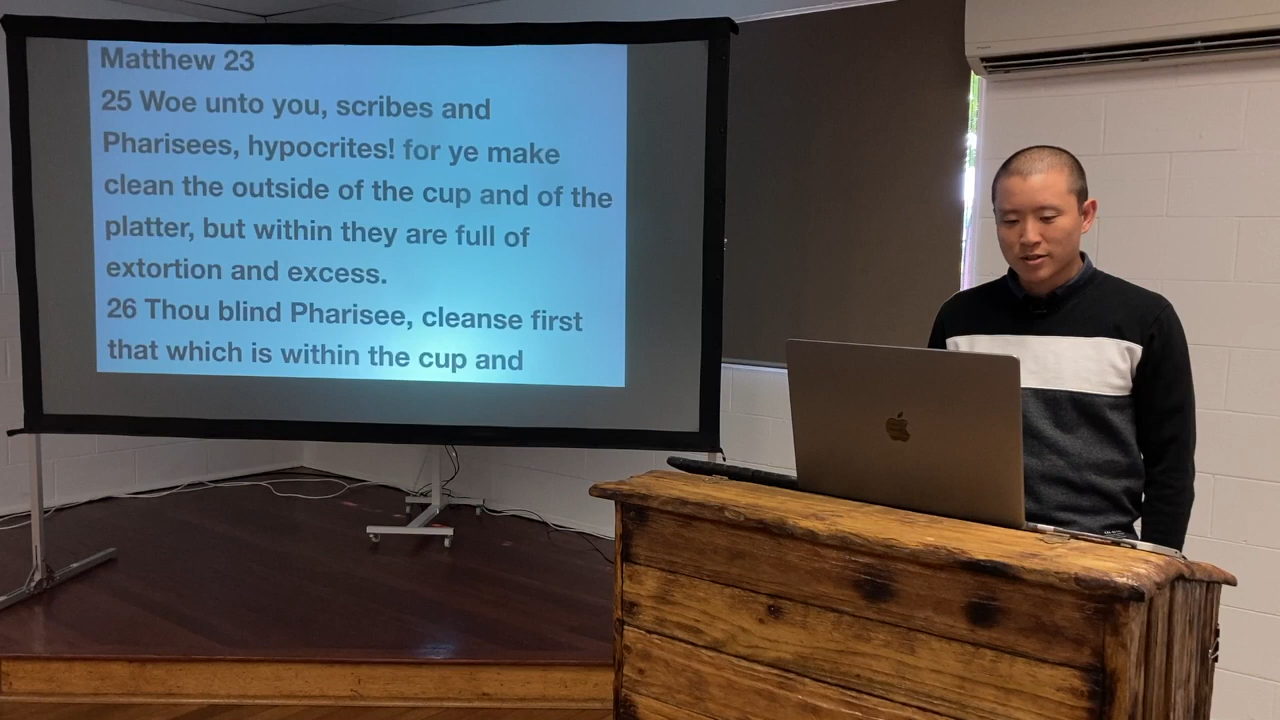 Matthew 23
25 Woe unto you, scribes and
Pharisees, hypocrites! for ye make
clean the outside of the cup and of the
platter, but within they are full of
extortion and excess.
26 Thou blind Pharisee, cleanse first
that which is within the cup and